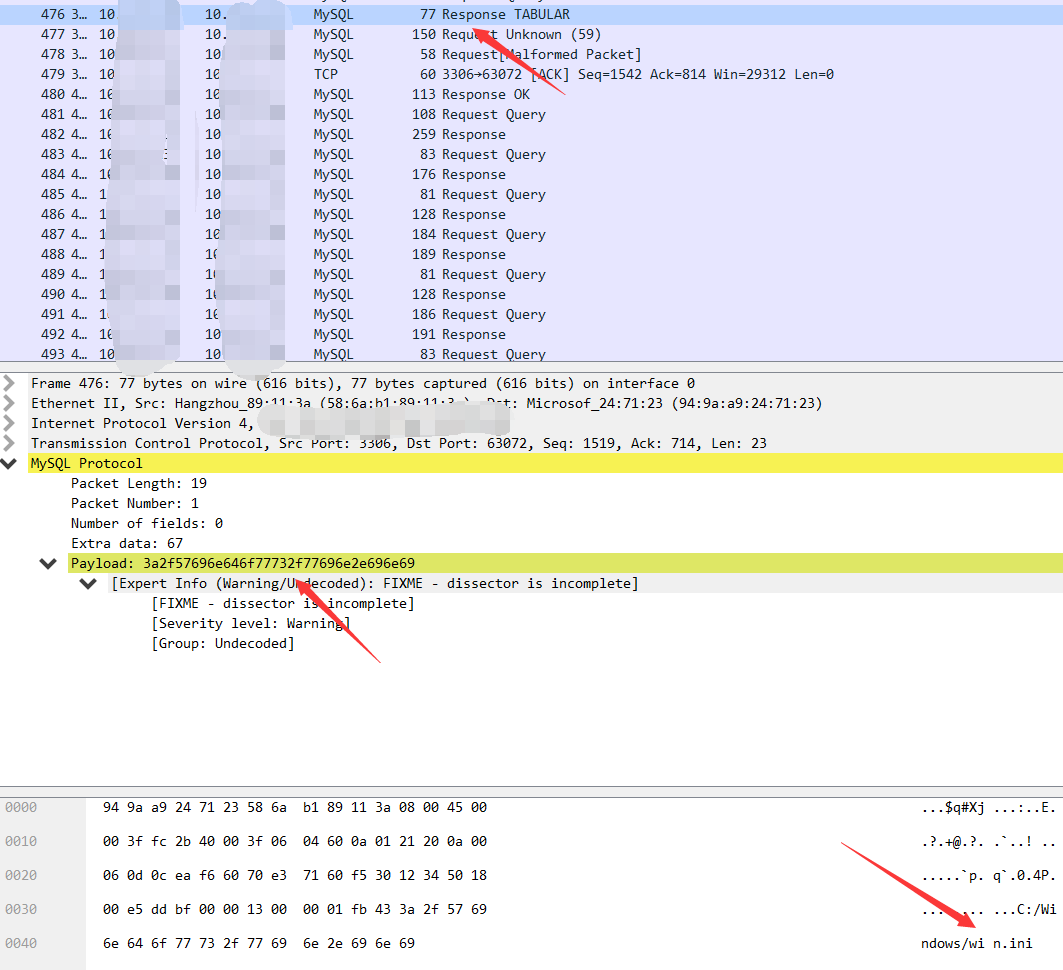 476 3… 10. 10. MySQL 77 Response TABULAR
477 3… 10 10. MySQL 150 Request Unknown (59)
478 3… 10 10. MySQL 58 Request[Malformed Packet]
479 3… 10 10 TCP 60 3306→63072 [ACK] Seq=1542 Ack=814 Win=29312 Len=0
480 4… 10 10 MySQL 113 Response OK
481 4… 10 10 MySQL 108 Request Query
482 4… 10 10 MySQL 259 Response
483 4… 10 10 MySQL 83 Request Query
484 4… 10 10 MySQL 176 Response
485 4… 10 MySQL 81 Request Query
486 4… 10 MySQL 128 Response
487 4… 10 MySQL 184 Request Query
488 4… 10 MySQL 189 Response
489 4… 10 MySQL 81 Request Query
490 4… 10 MySQL 128 Response
491 4… 10 MySQL 186 Request Query
492 4… 10 10 MySQL 191 Response
493 4… 10 10 MySQL 83 Request Query
Frame 476: 77 bytes on wire (616 bits), 77 bytes captured (616 bits) on interface 0
Ethernet II, Src: Hangzhou_89:11:3a (58:6a:b1:89:11:3a), Dst: Microsof_24:71:23 (94:9a:a9:24:71:23)
Internet Protocol Version 4,
Transmission Control Protocol, Src Port: 3306, Dst Port: 63072, Seq: 1519, Ack: 714, Len: 23
MySQL Protocol
Packet Length: 19
Packet Number: 1
Number of fields: 0
Extra data: 67
Payload: 3a2f57696e646f77732f77696e2e696e69
[Expert Info (Warning/Undecoded): FIXME - dissector is incomplete]
[FIXME - dissector is incomplete]
[Severity level: Warning]
[Group: Undecoded]
0000 94 9a a9 24 71 23 58 6a b1 89 11 3a 08 00 45 00 ...$q#Xj ...:..E.
0010 00 3f fc 2b 40 00 3f 06 04 60 0a 01 21 20 0a 00 .?.+@.?. .`..! ..
0020 06 0d 0c ea f6 60 70 e3 71 60 f5 30 12 34 50 18 .....`p. q`.0.4P.
0030 00 e5 dd bf 00 00 13 00 00 01 fb 43 3a 2f 57 69 ........ ...C:/Wi
0040 6e 64 6f 77 73 2f 77 69 6e 2e 69 6e 69 ndows/wi n.ini